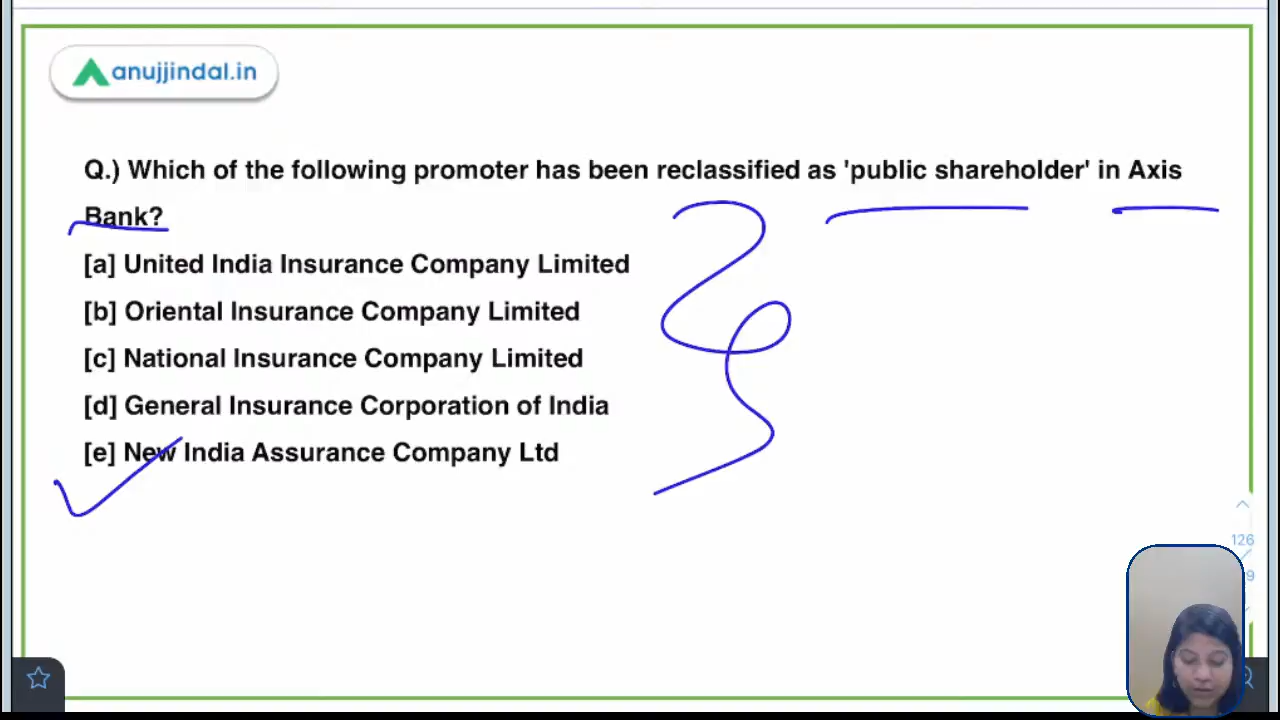 anujjindal.in
Q.) Which of the following promoter has been reclassified as 'public shareholder' in Axis
Bank?
[a] United India Insurance Company Limited
[b] Oriental Insurance Company Limited
[c] National Insurance Company Limited
[d] General Insurance Corporation of India
[e] New India Assurance Company Ltd
126